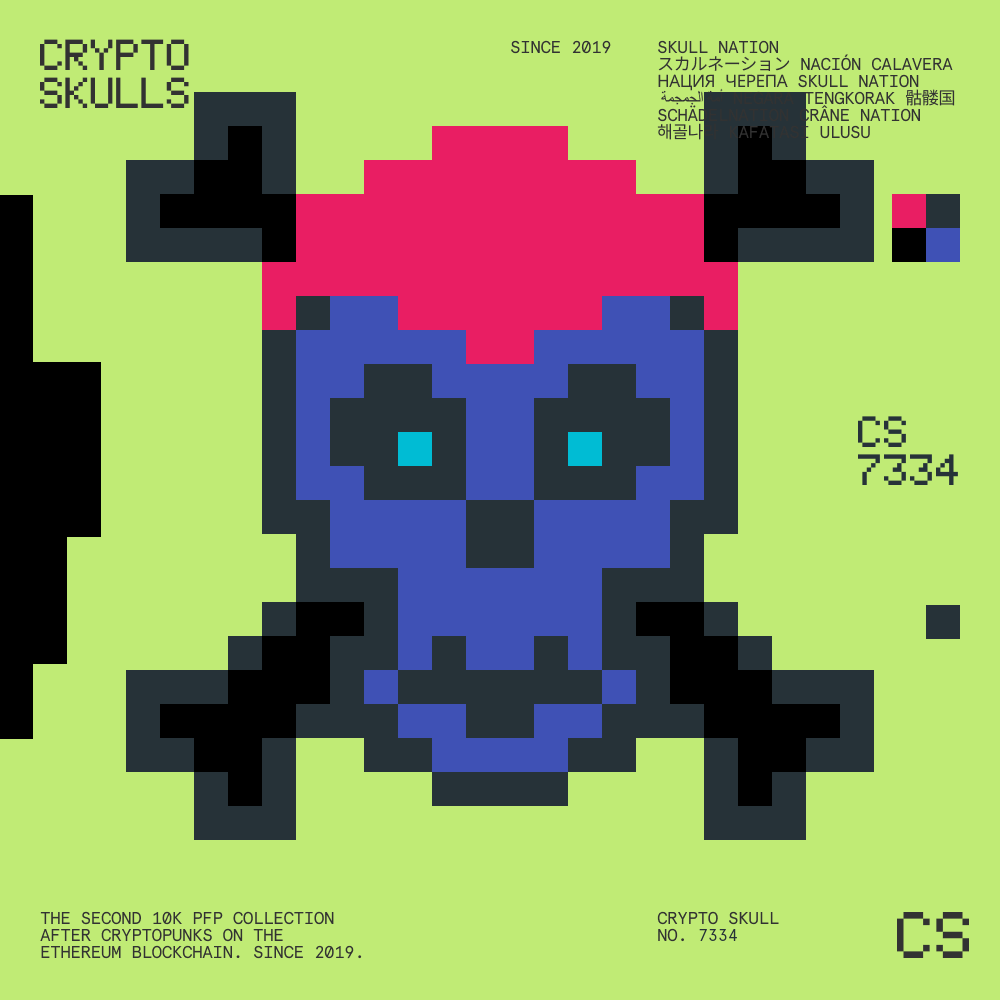 CRYPTO
SKULLS
SINCE 2019
SKULL NATION
スカルネーション NACIÓN CALAVERA
НАЦИЯ ЧЕРЕПА SKULL NATION
الجمجمة TENGKORAK 骷髅国
CRÂNE NATION
해골나 ULUSU
CS
7334
THE SECOND 10K PFP COLLECTION
AFTER CRYPTOPUNKS ON THE
ETHEREUM BLOCKCHAIN. SINCE 2019.
CRYPTO SKULL
NO. 7334
CS